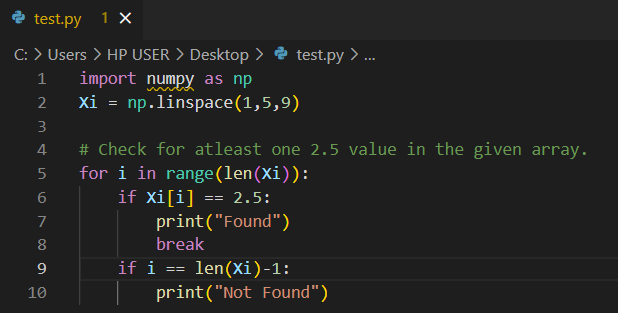 test.py 1 ×
C: > Users > HP USER > Desktop > test.py > ...
1 import numpy as np
2 Xi = np.linspace(1,5,9)
3
4 # Check for atleast one 2.5 value in the given array.
5 for i in range(len(Xi)):
6     if Xi[i] == 2.5:
7         print("Found")
8         break
9     if i == len(Xi)-1:
10         print("Not Found")